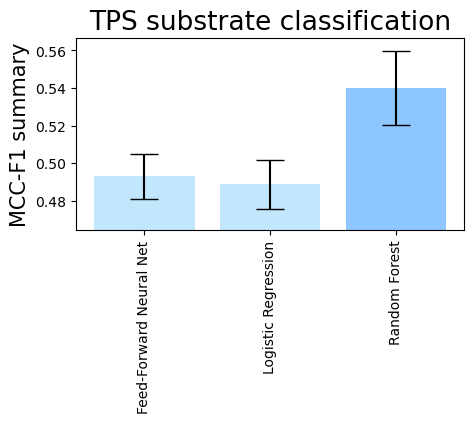 TPS substrate classification
MCC-F1 summary
0.56
0.54
0.52
0.50
0.48
Feed-Forward Neural Net
Logistic Regression
Random Forest